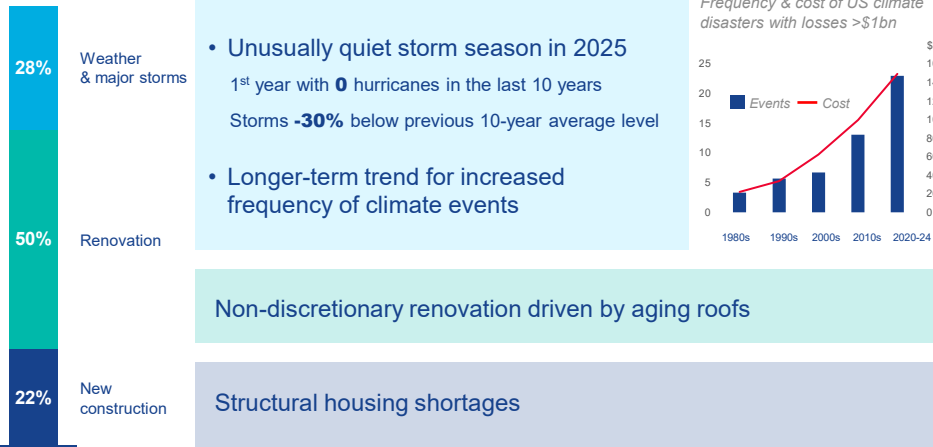 Frequency & cost of US climate
disasters with losses >$1bn
28%
Weather
& major storms
• Unusually quiet storm season in 2025
1st year with 0 hurricanes in the last 10 years
Storms -30% below previous 10-year average level
• Longer-term trend for increased
frequency of climate events
$
25
20
15
10
5
0
Events
Cost
1980s 1990s 2000s 2010s 2020-24
50%
Renovation
Non-discretionary renovation driven by aging roofs
22%
New
construction
Structural housing shortages